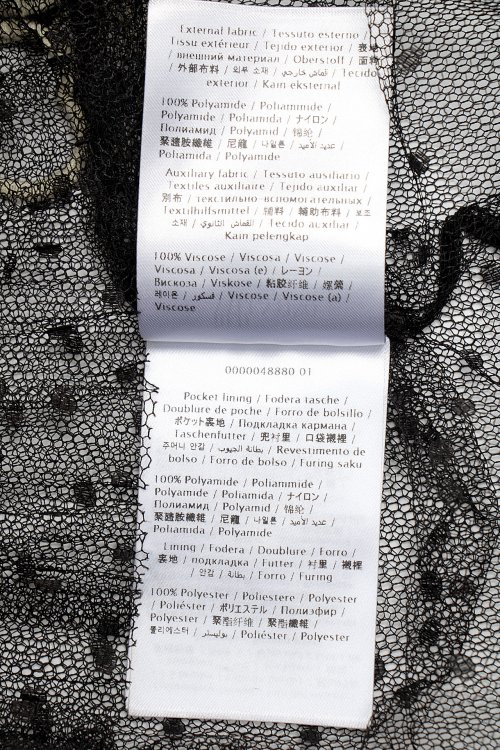 External fabric / Tessuto esterno /
Tissu extérieur / Tejido exterior / 表地
/ внешний материал / Oberstoff / 面料
/ 外部布料 / 외투 소재 / قماش خارجي / Tecido
exterior / Kain eksternal
100% Polyamide / Poliammide /
Polyamide / Poliamida / ナイロン /
Полиамид / Polyamid / 锦纶 /
聚醯胺纖維 / 尼龍 / 나일론 / عديد الأميد /
Poliamida / Polyamide
Auxiliary fabric / Tessuto ausiliario /
Textiles auxiliaire / Tejido auxiliar /
別布 / текстильно-вспомогательных /
Textilhilfsmittel / 辅料 / 輔助布料 / 보조
소재 / القماش الثانوي / Tecido auxiliar /
Kain pelengkap
100% Viscose / Viscosa / Viscose /
Viscosa / Viscosa (e) / レーヨン /
Вискоза / Viskose / 粘胶纤维 / 嫘縈 /
레이온 / فسكوز / Viscose / Viscose (a) /
Viscose
0000048880 01
Pocket lining / Fodera tasche /
Doublure de poche / Forro de bolsillo /
ポケット裏地 / Подкладка кармана /
Taschenfutter / 兜衬里 / 口袋襯裡 /
주머니 안감 / بطانة الجيوب / Revestimento de
bolso / Forro de bolso / Furing saku
100% Polyamide / Poliammide /
Polyamide / Poliamida / ナイロン /
Полиамид / Polyamid / 锦纶 /
聚醯胺纖維 / 尼龍 / 나일론 / عديد الأميد /
Poliamida / Polyamide
Lining / Fodera / Doublure / Forro /
裏地 / подкладка / Futter / 衬里 / 襯裡
/ 안감 / بطانة / Forro / Furing
100% Polyester / Poliestere / Polyester
/ Poliéster / ポリエステル / Полиэфир /
Polyester / 聚酯纤维 / 聚酯纖維 /
폴리에스터 / بوليستر / Poliéster / Polyester